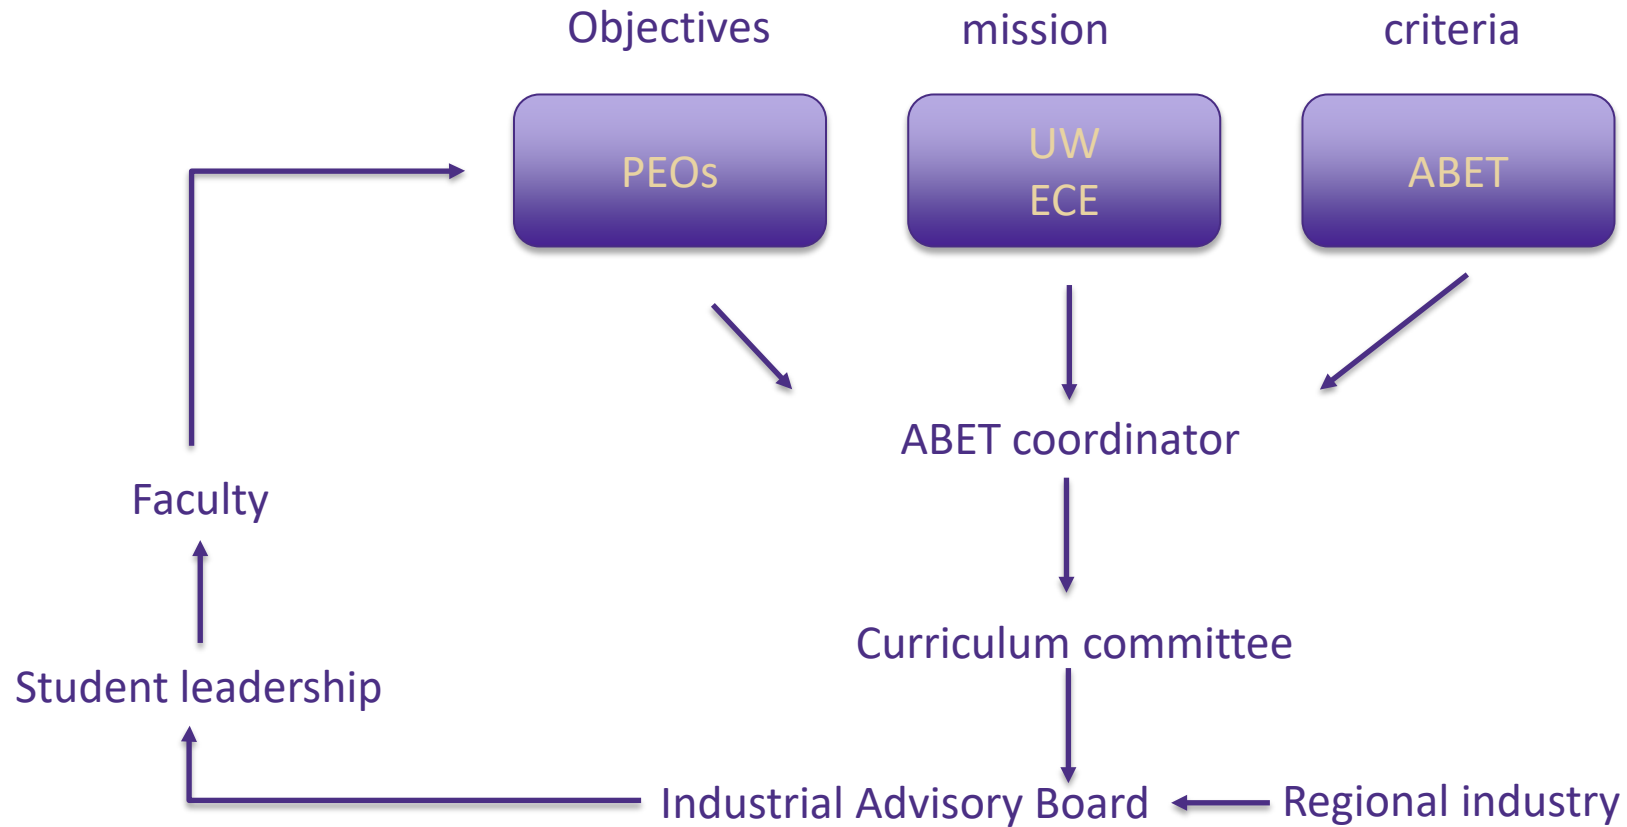 Objectives
mission
criteria
PEOs
UW
ECE
ABET
ABET coordinator
Faculty
Curriculum committee
Student leadership
Industrial Advisory Board
Regional industry